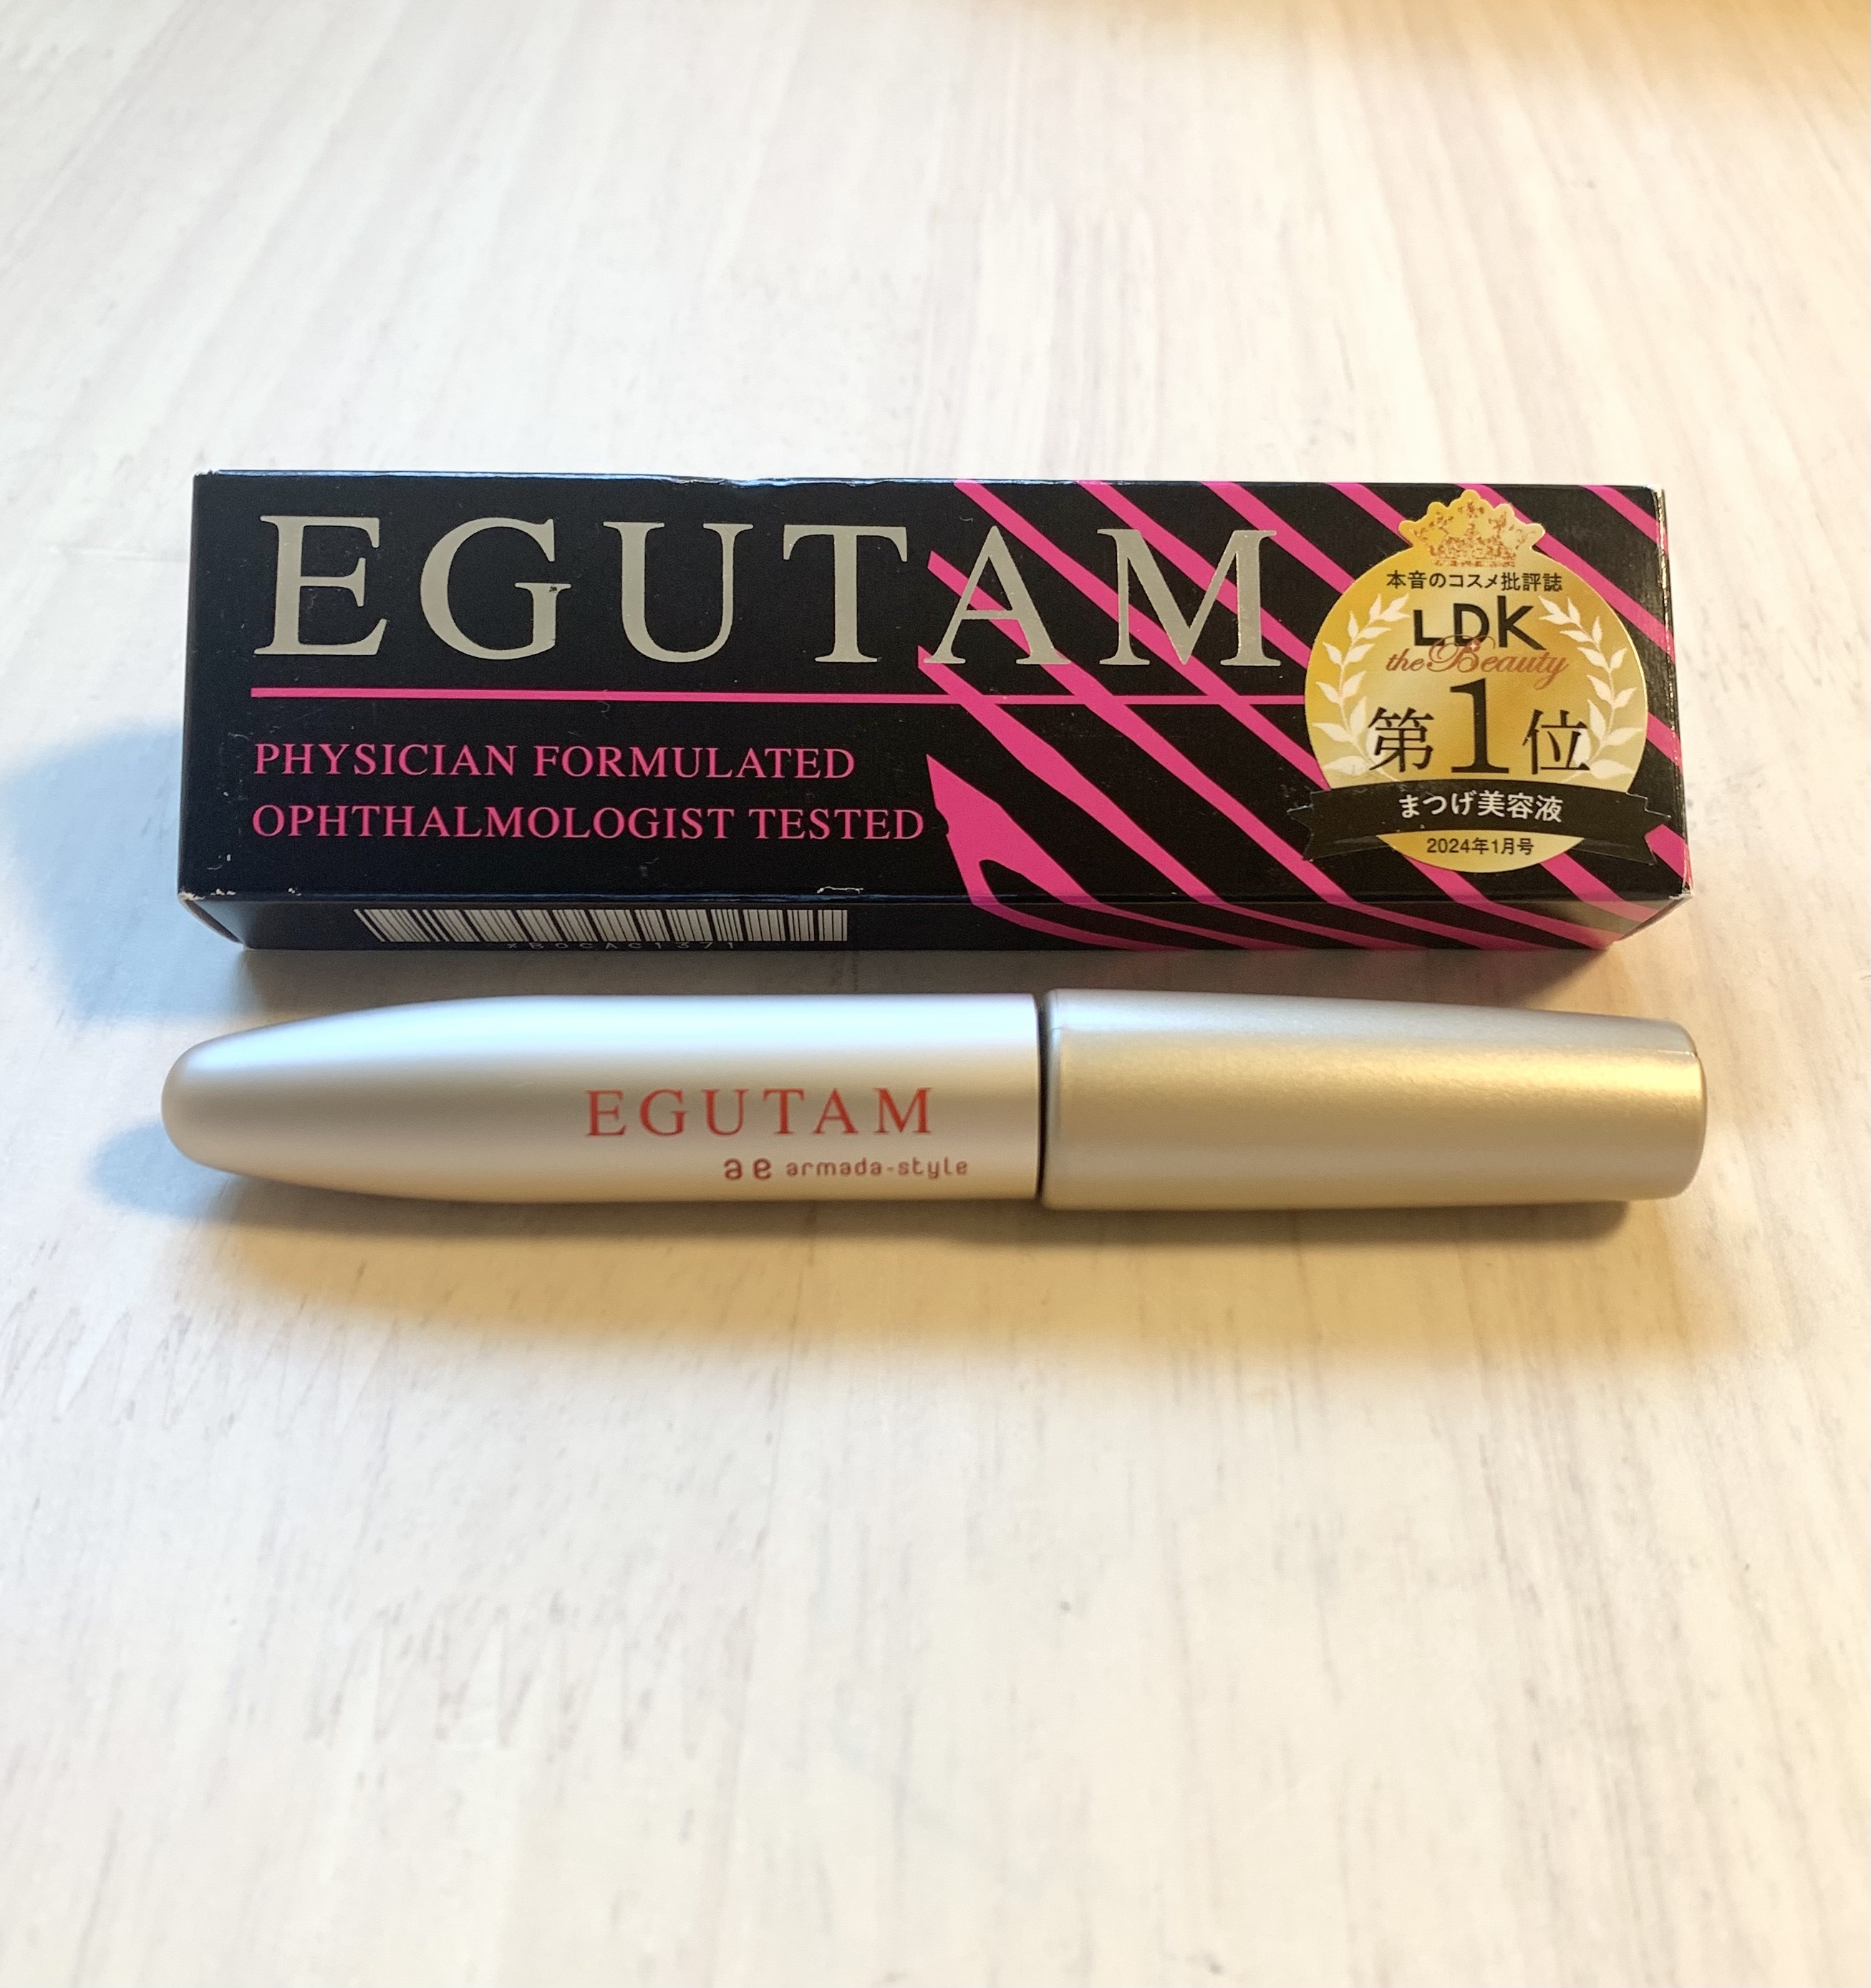 EGUTAM
PHYSICIAN FORMULATED
OPHTHALMOLOGIST TESTED
本音のコスメ批評誌
LDK
the Beauty
第1位
まつげ美容液
2024年1月号
EGUTAM
ae armada-style